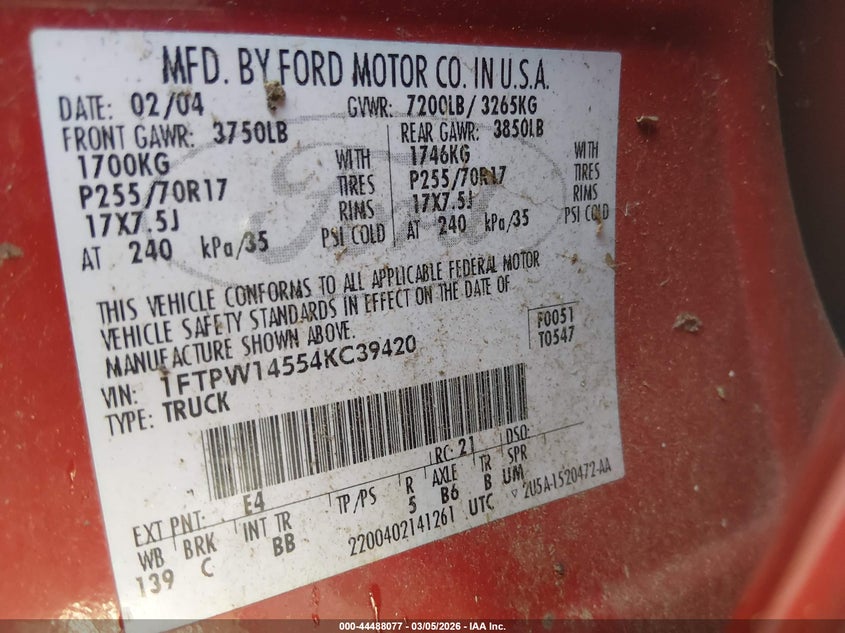 MFD. BY FORD MOTOR CO. IN U.S.A.
DATE: 02/04 GVWR: 7200LB/ 3265KG
FRONT GAWR: 3750LB REAR GAWR: 3850LB
1700KG WITH 1746KG WITH
P255/70R17 TIRES P255/70R17 TIRES
17X7.5J RIMS 17X7.5J RIMS
AT 240 kPa/35 PSI COLD AT 240 kPa/35 PSI COLD
THIS VEHICLE CONFORMS TO ALL APPLICABLE FEDERAL MOTOR
VEHICLE SAFETY STANDARDS IN EFFECT ON THE DATE OF
MANUFACTURE SHOWN ABOVE.
F0051
T0547
VIN: 1FTPW14554KC39420
TYPE: TRUCK
Ford
EXT PNT: E4 RC: 21 DSO:
WB BRK INT TR TP/PS R AXLE TR SPR
139 C BB 5 B6 B UM
2200402141261 UTC ▽ 2U5A-1520472-AA
000-44488077 — 03/05/2026 — IAA Inc.